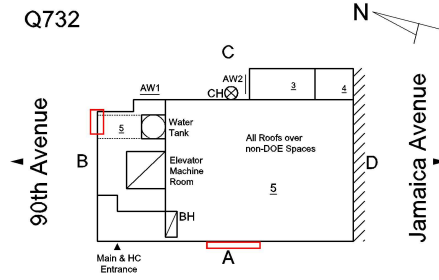 Q732
N
C
AW1
AW2
CH
3
4
5
Water
Tank
All Roofs over
non-DOE Spaces
90th Avenue
B
Elevator
Machine
Room
5
D
Jamaica Avenue
BH
Main & HC
Entrance
A